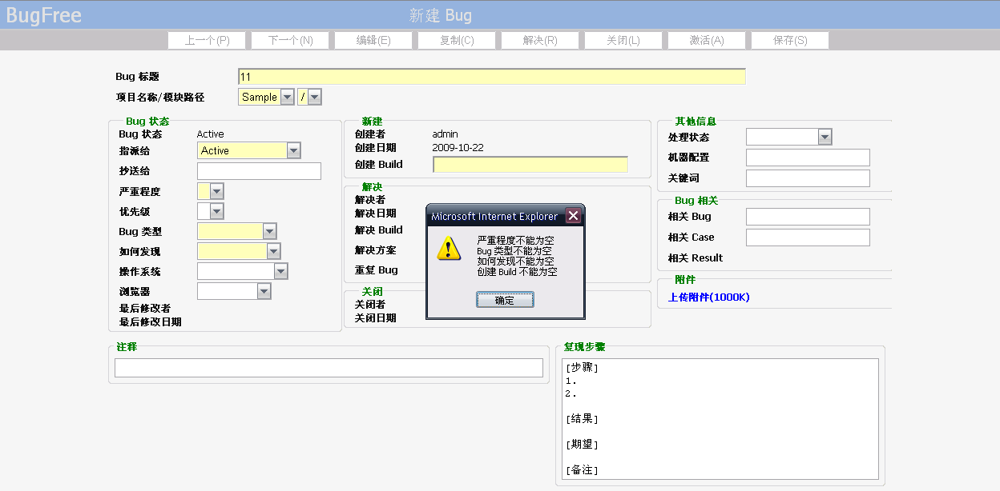 BugFree
新建 Bug
上一个(P) 下一个(N) 编辑(E) 复制(C) 解决(R) 关闭(L) 激活(A) 保存(S)
Bug 标题 11
项目名称/模块路径 Sample /
Bug 状态
Bug 状态 Active
指派给 Active
抄送给
严重程度
优先级
Bug 类型
如何发现
操作系统
浏览器
最后修改者
最后修改日期
新建
创建者 admin
创建日期 2009-10-22
创建 Build
解决
解决者
解决日期
解决 Build
解决方案
重复 Bug
关闭
关闭者
关闭日期
Microsoft Internet Explorer
严重程度不能为空
Bug 类型不能为空
如何发现不能为空
创建 Build 不能为空
确定
其他信息
处理状态
机器配置
关键词
Bug 相关
相关 Bug
相关 Case
相关 Result
附件
上传附件(1000K)
注释
复现步骤
[步骤]
1.
2.
[结果]
[期望]
[备注]